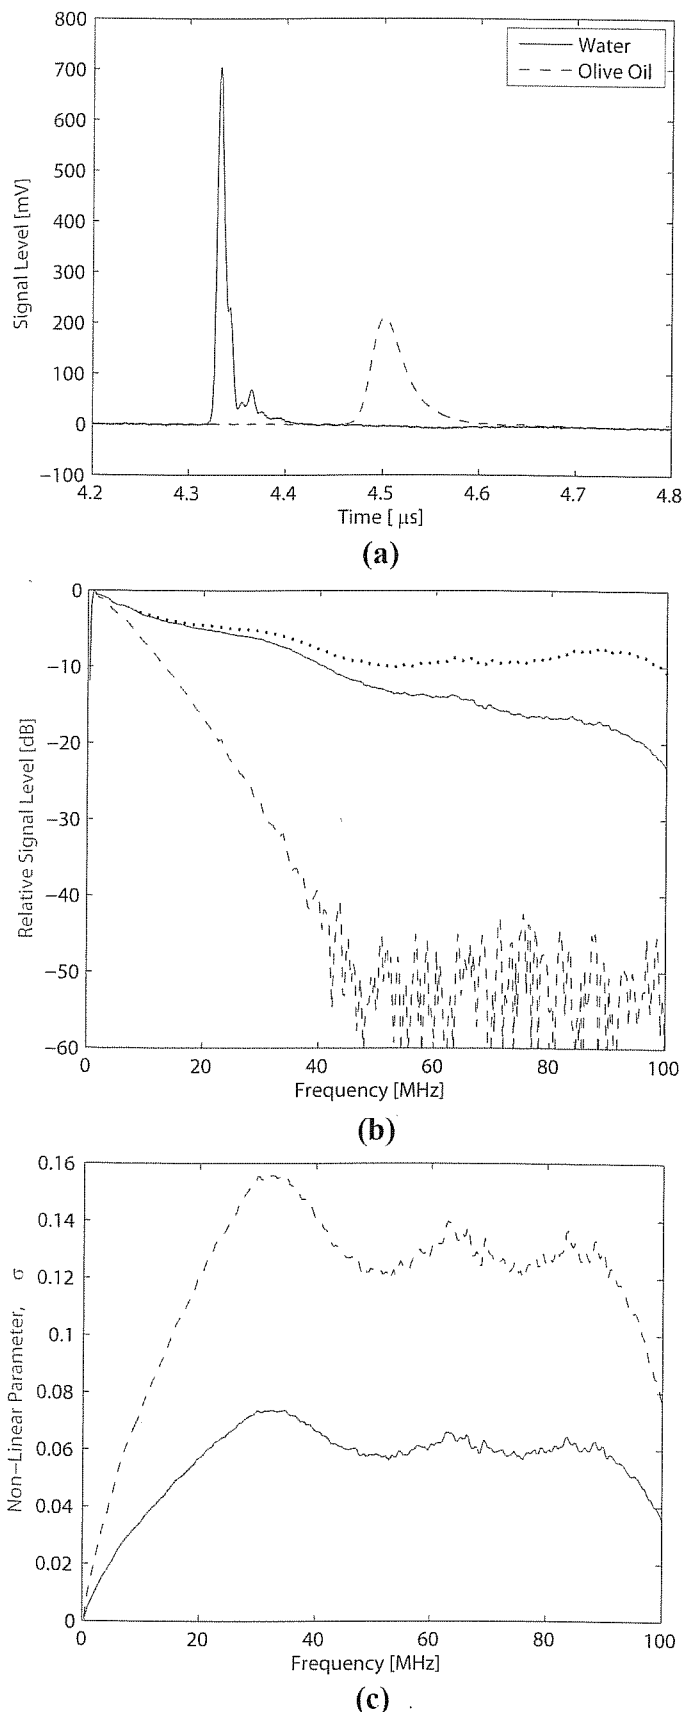 800
700
600
500
400
300
200
100
0
−100
Signal Level [mV]
Water
Olive Oil
4.2 4.3 4.4 4.5 4.6 4.7 4.8
Time [ μs]
(a)
0
−10
−20
−30
−40
−50
−60
Relative Signal Level [dB]
0 20 40 60 80 100
Frequency [MHz]
(b)
0.16
0.14
0.12
0.1
0.08
0.06
0.04
0.02
0
Non−Linear Parameter, σ
0 20 40 60 80 100
Frequency [MHz]
(c)